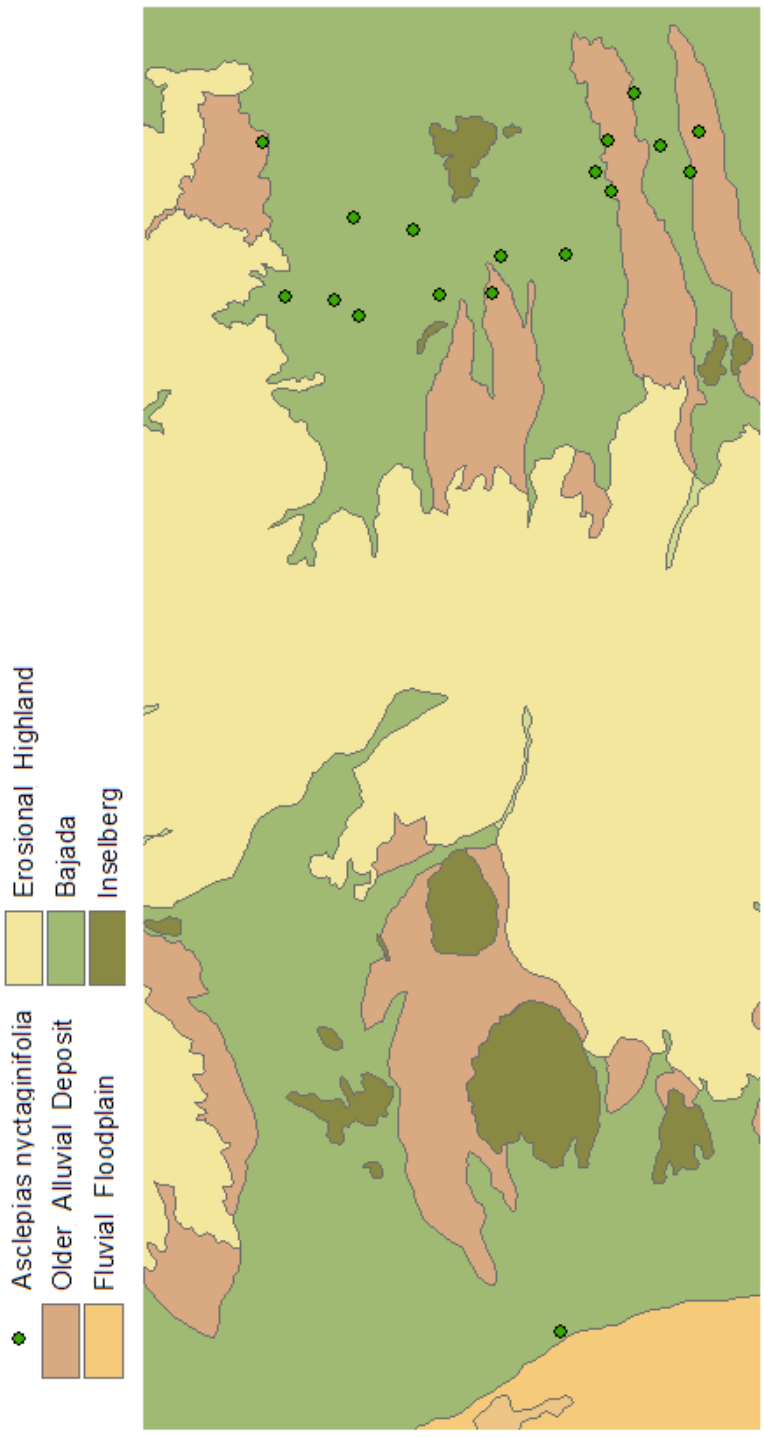 Asclepias nyctaginifolia
Older Alluvial Deposit
Fluvial Floodplain
Erosional Highland
Bajada
Inselberg